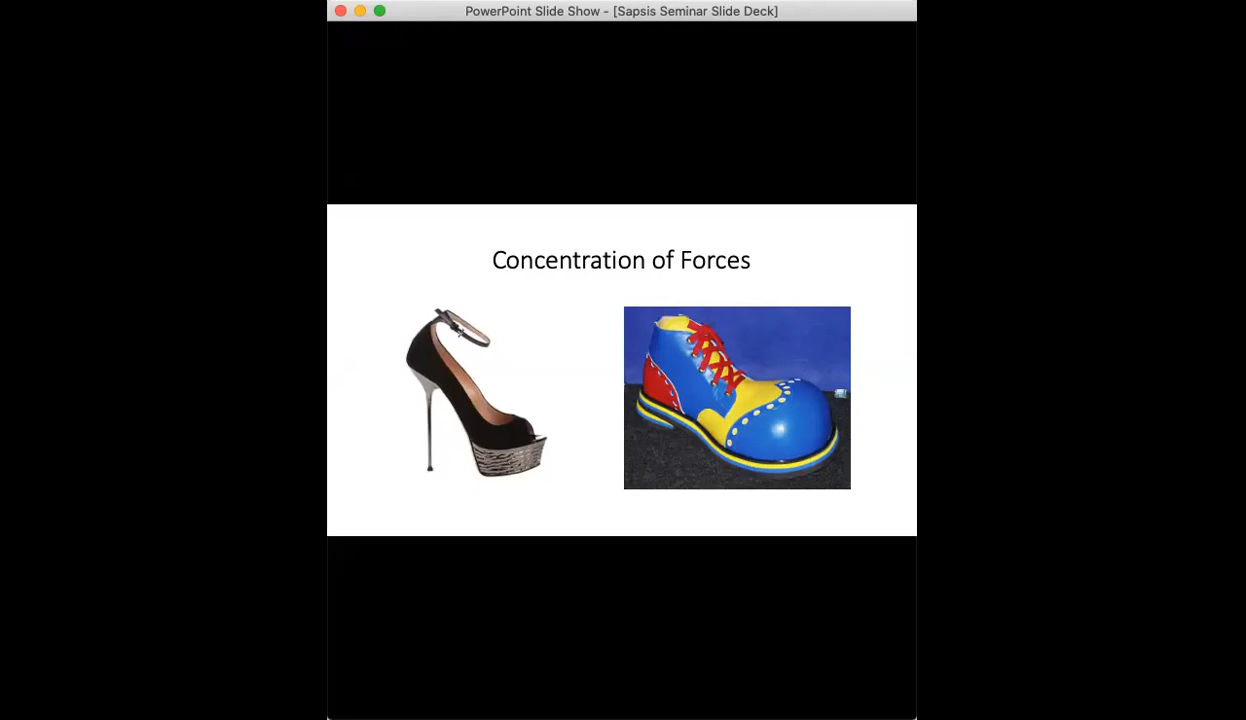 PowerPoint Slide Show - [Sapsis Seminar Slide Deck]
Concentration of Forces